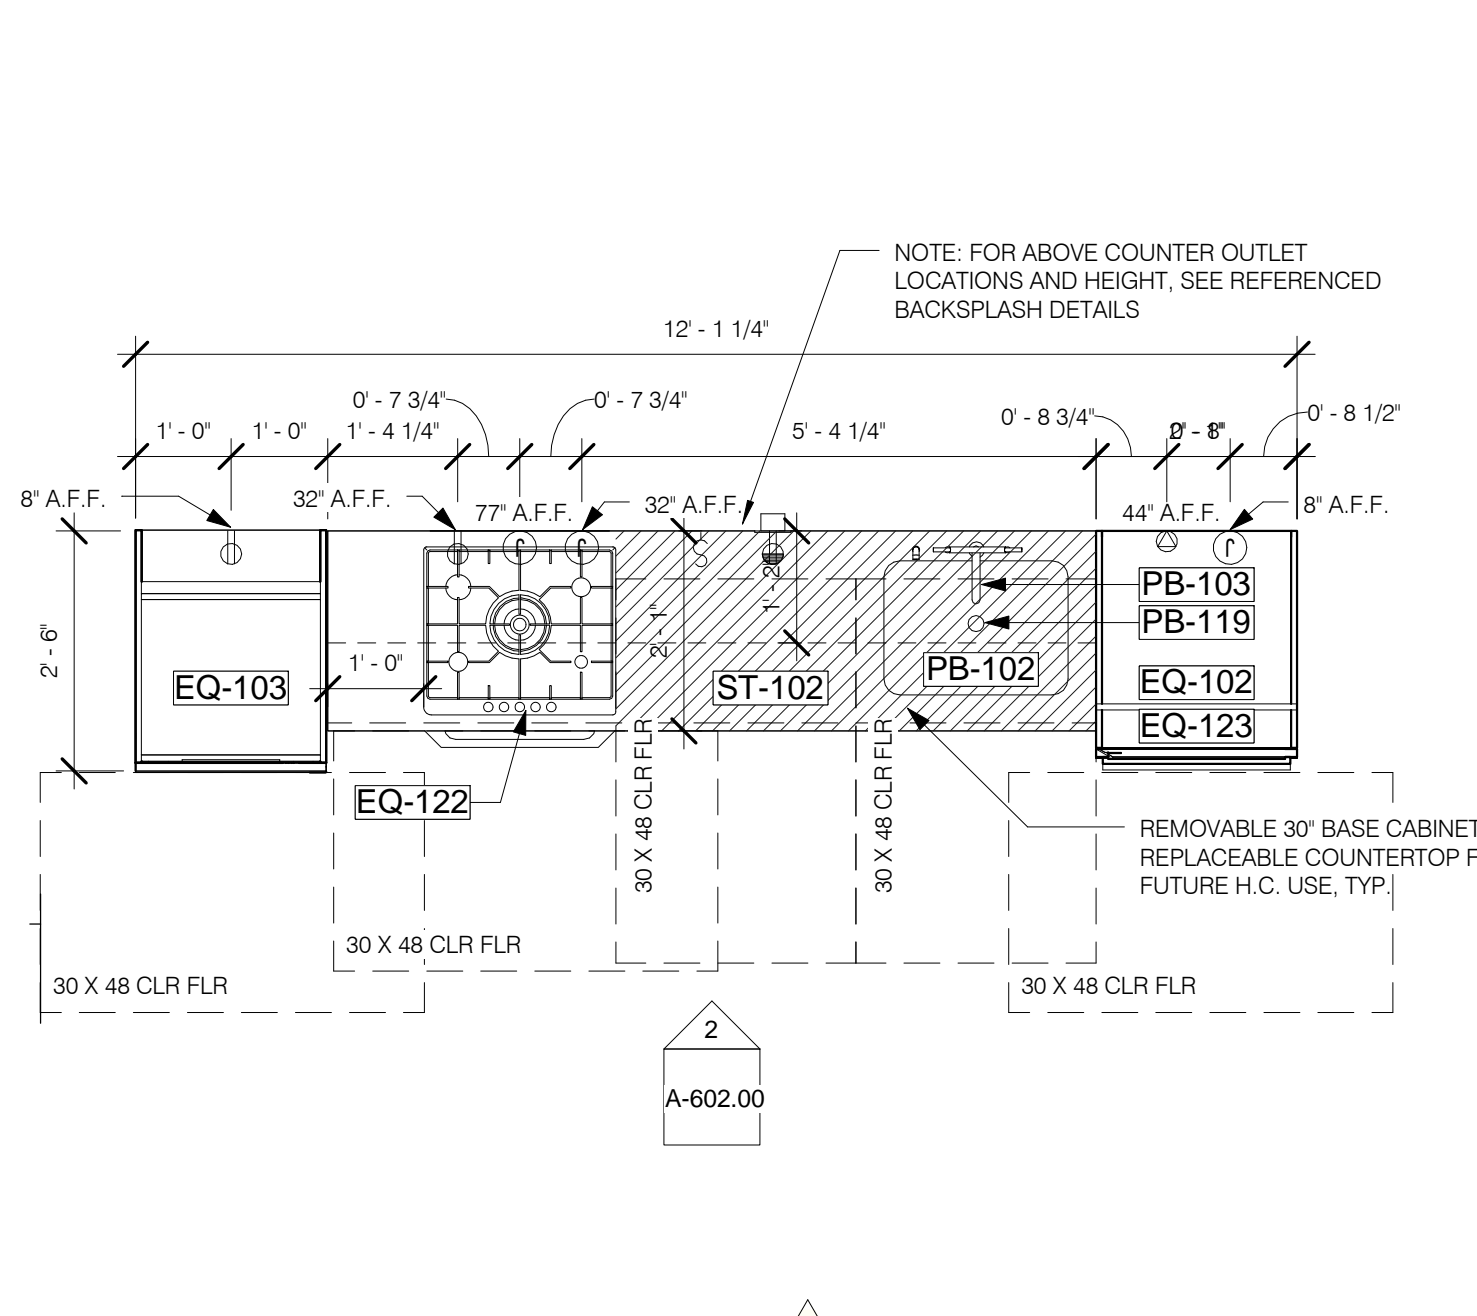 NOTE: FOR ABOVE COUNTER OUTLET
LOCATIONS AND HEIGHT, SEE REFERENCED
BACKSPLASH DETAILS
12' - 1 1/4"
0' - 7 3/4"
0' - 7 3/4"
0' - 8 3/4"
0' - 8 1/2"
1' - 0"
1' - 0"
1' - 4 1/4"
5' - 4 1/4"
8" A.F.F.
32" A.F.F.
77" A.F.F.
32" A.F.F.
44" A.F.F.
8" A.F.F.
2' - 6"
1' - 0"
2' - 1"
EQ-103
ST-102
PB-102
PB-103
PB-119
EQ-102
EQ-123
EQ-122
30 X 48 CLR FLR
30 X 48 CLR FLR
REMOVABLE 30" BASE CABINET
REPLACEABLE COUNTERTOP
FUTURE H.C. USE, TYP.
30 X 48 CLR FLR
30 X 48 CLR FLR
30 X 48 CLR FLR
2
A-602.00